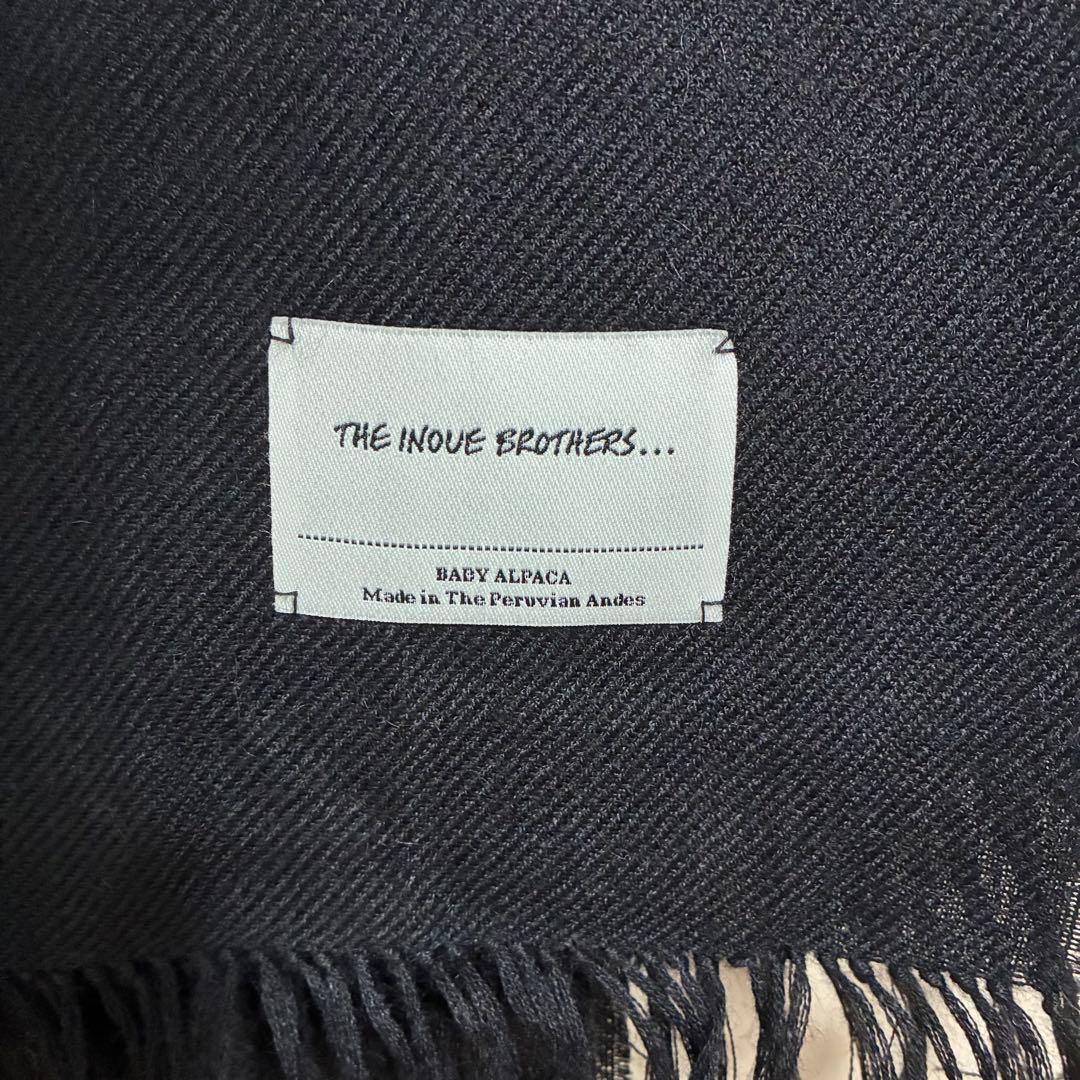 THE INOUE BROTHERS...
BABY ALPACA
Made in The Peruvian Andes